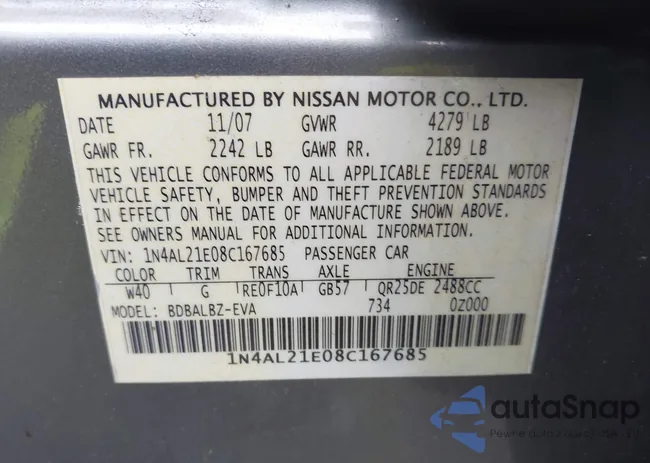 MANUFACTURED BY NISSAN MOTOR CO., LTD.
DATE 11/07 GVWR 4279 LB
GAWR FR. 2242 LB GAWR RR. 2189 LB
THIS VEHICLE CONFORMS TO ALL APPLICABLE FEDERAL MOTOR
VEHICLE SAFETY, BUMPER AND THEFT PREVENTION STANDARDS
IN EFFECT ON THE DATE OF MANUFACTURE SHOWN ABOVE.
SEE OWNERS MANUAL FOR ADDITIONAL INFORMATION.
VIN: 1N4AL21E08C167685 PASSENGER CAR
COLOR TRIM TRANS AXLE ENGINE
W40 G RE0F10A GB57 QR25DE 2488CC
MODEL: BDBALBZ-EVA 734 0Z000
1N4AL21E08C167685
autaSnap